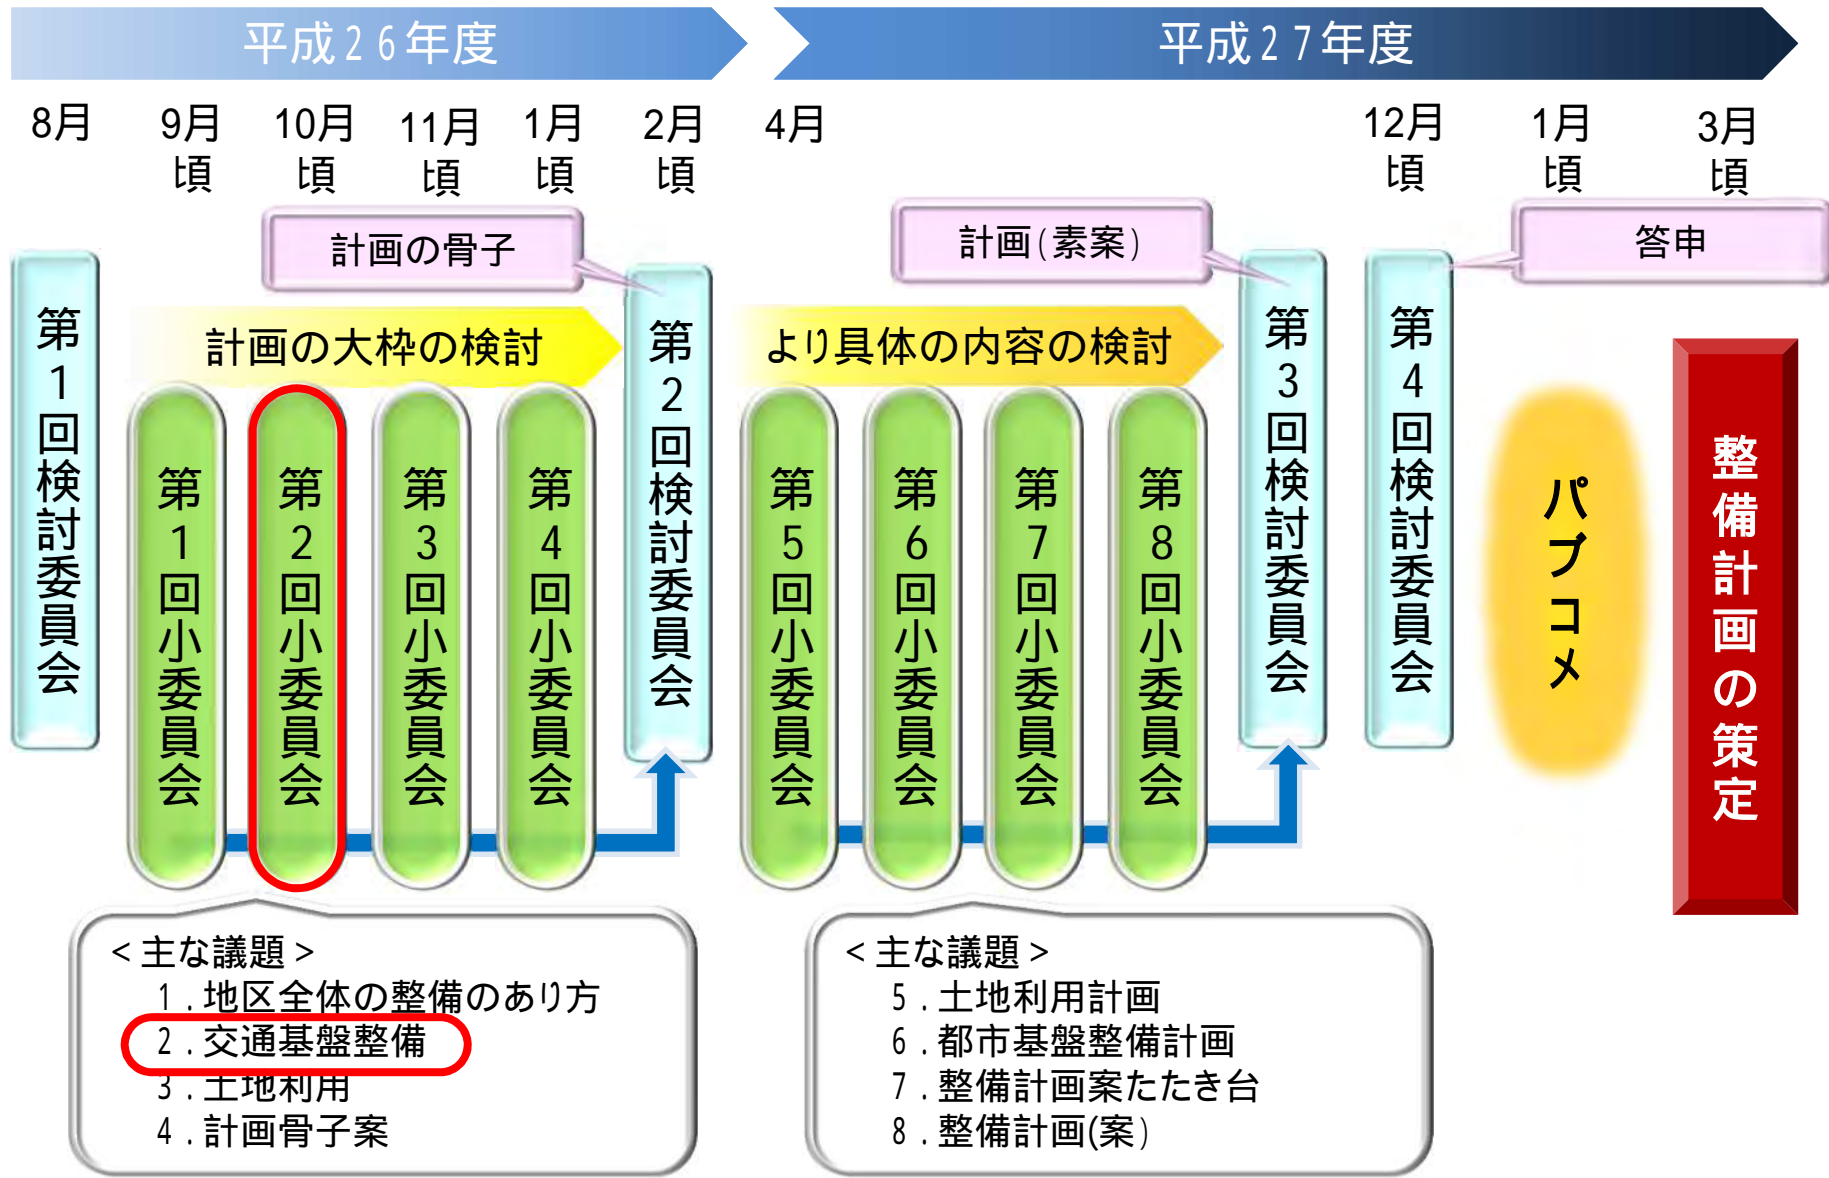 平成26年度
平成27年度
8月
9月頃
10月頃
11月頃
1月頃
2月頃
4月
12月頃
1月頃
3月頃
計画の骨子
計画(素案)
答申
計画の大枠の検討
より具体の内容の検討
第1回検討委員会
第1回小委員会
第2回小委員会
第3回小委員会
第4回小委員会
第2回検討委員会
第5回小委員会
第6回小委員会
第7回小委員会
第8回小委員会
第3回検討委員会
第4回検討委員会
パブコメ
整備計画の策定
<主な議題>
1.地区全体の整備のあり方
2.交通基盤整備
3.土地利用
4.計画骨子案
<主な議題>
5.土地利用計画
6.都市基盤整備計画
7.整備計画案たたき台
8.整備計画(案)